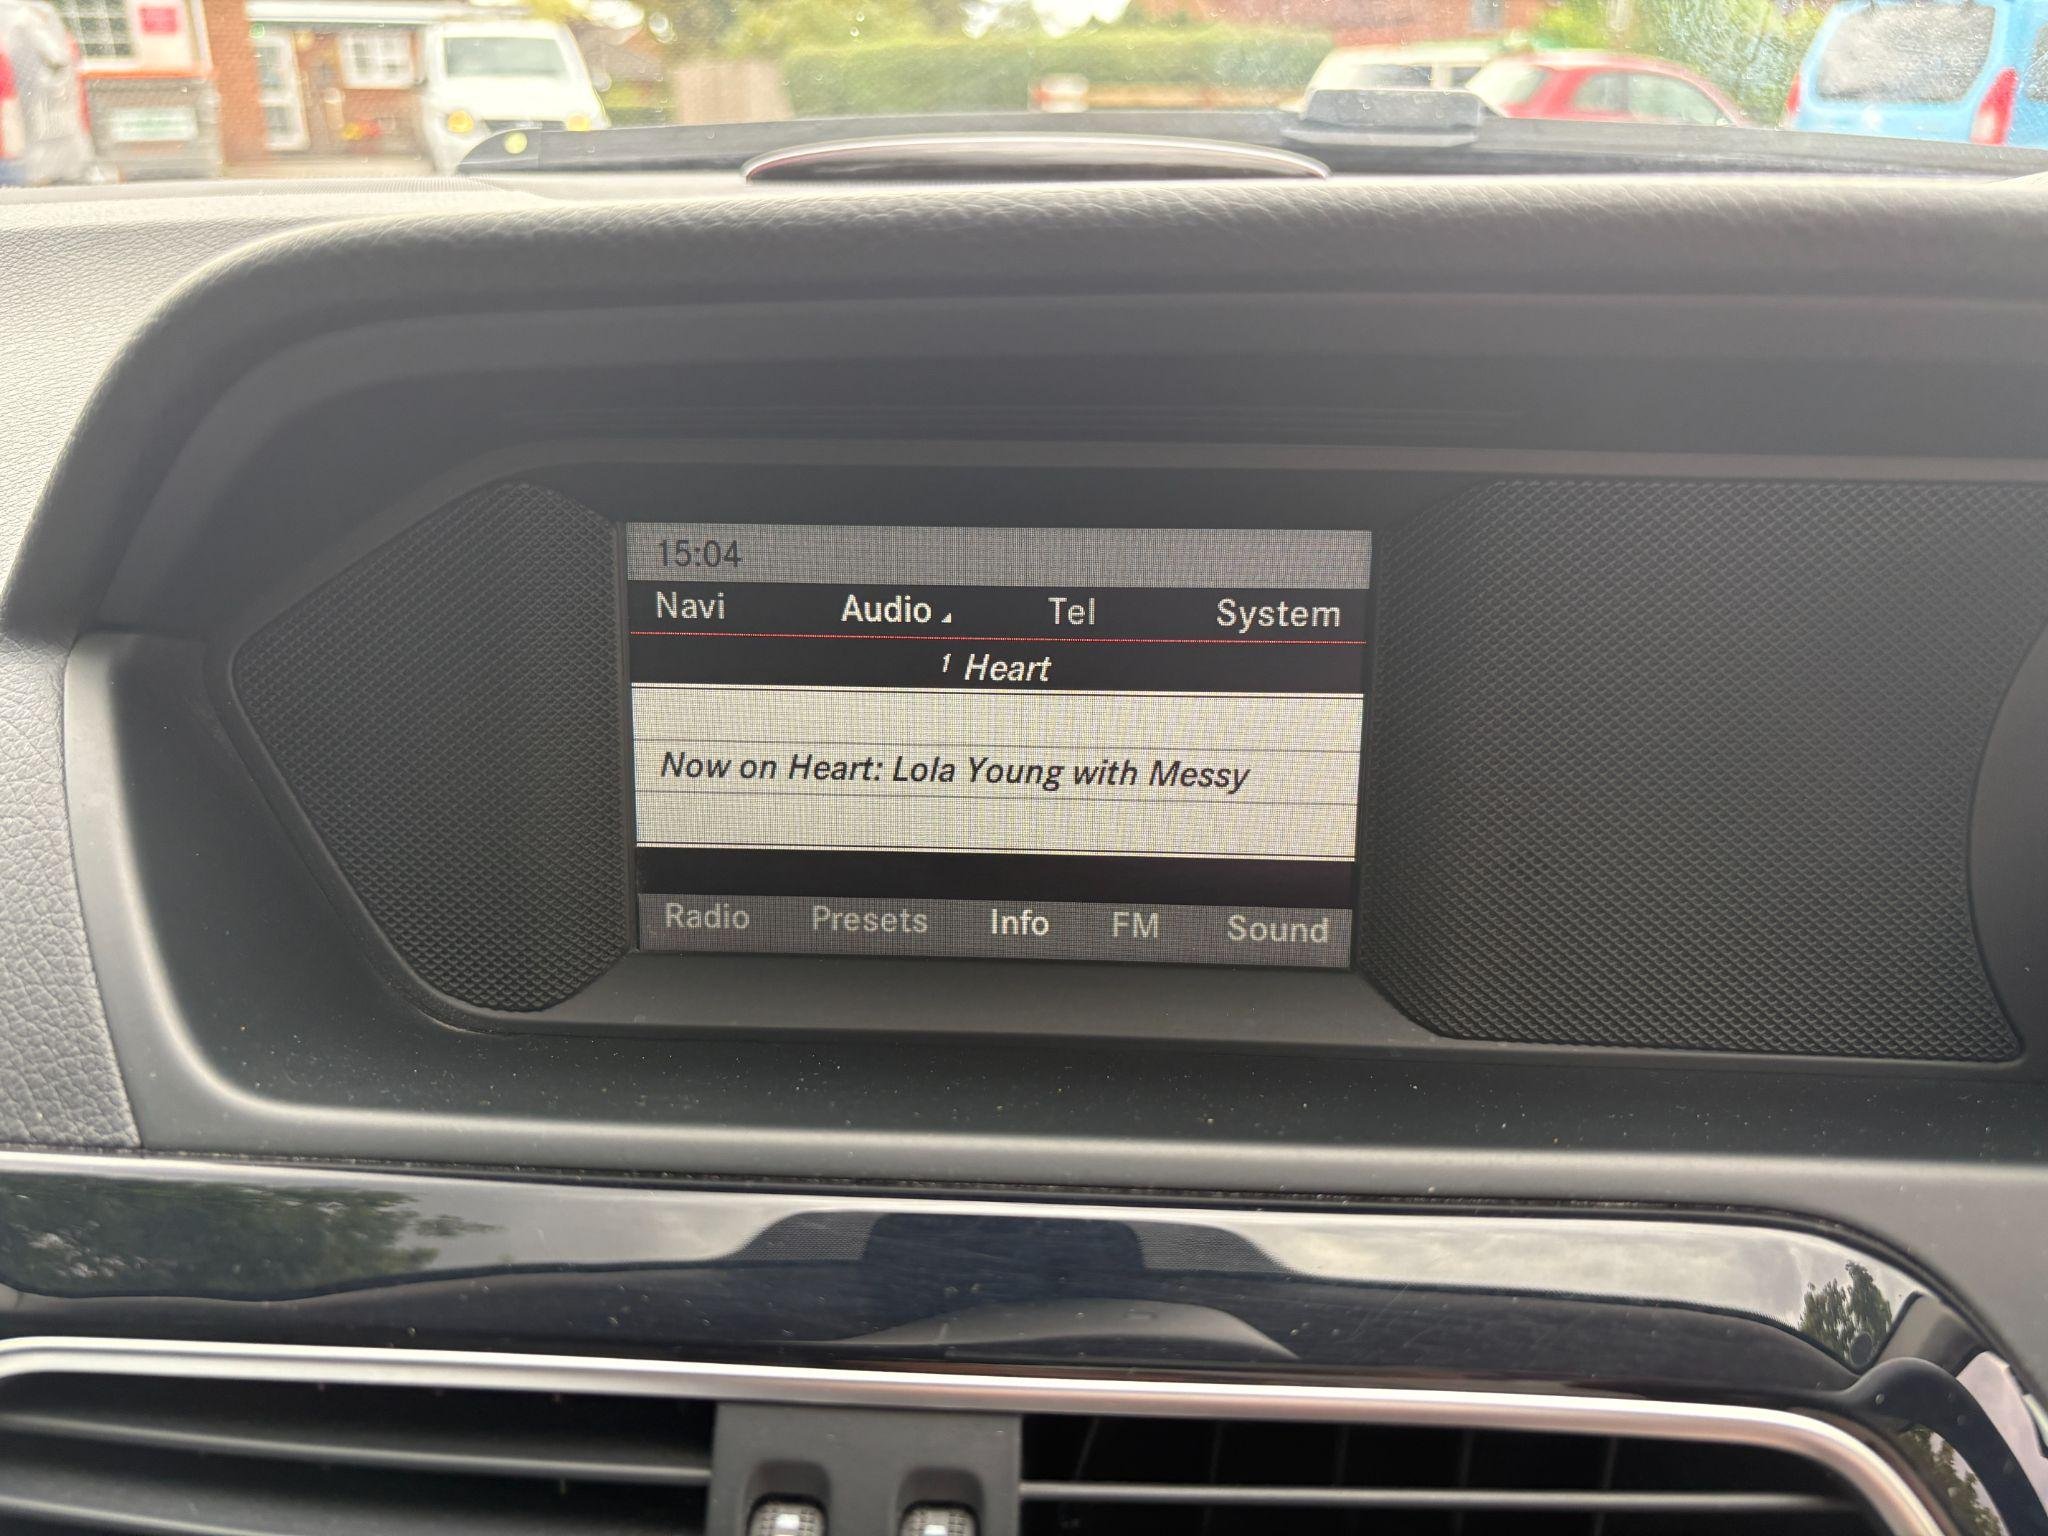 15:04
Navi Audio Tel System
1 Heart
Now on Heart: Lola Young with Messy
Radio Presets Info FM Sound